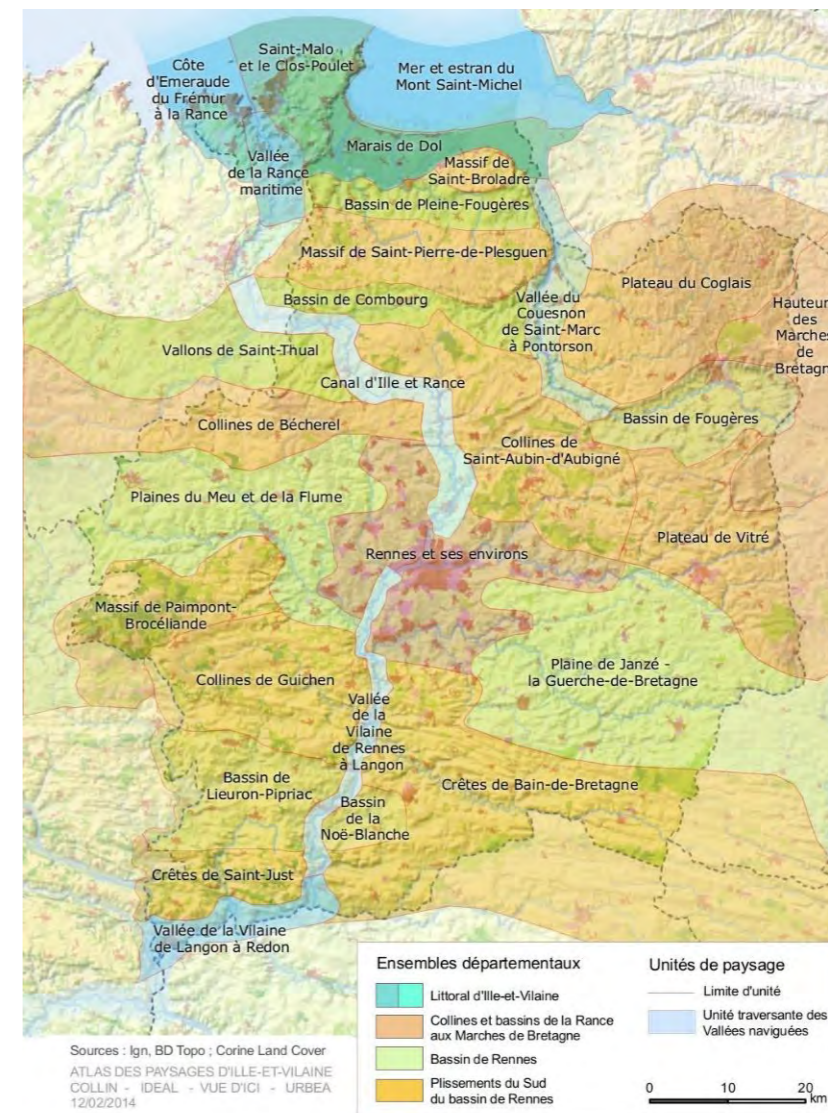 Côte
d'Emeraude
du Frémur
à la Rance
Saint-Malo
et le Clos-Poulet
Mer et estran du
Mont Saint-Michel
Vallée
de la Rance
maritime
Marais de Dol
Massif de
Saint-Broladré
Bassin de Pleine-Fougères
Massif de Saint-Pierre-de-Plesguen
Plateau du Coglais
Bassin de Combourg
Vallée du
Couesnon
de Saint-Marc
à Pontorson
Hauteur
des
Marches
de
Bretagn
Vallons de Saint-Thual
Canal d'Ille et Rance
Collines de Bécherel
Bassin de Fougères
Collines de
Saint-Aubin-d'Aubigné
Plaines du Meu et de la Flume
Plateau de Vitré
Rennes et ses environs
Massif de Paimpont-
Brocéliande
Plaine de Janzé -
la Guerche-de-Bretagne
Collines de Guichen
Vallée
de la
Vilaine
de Rennes
à Langon
Bassin de
Lieuron-Pipriac
Crêtes de Bain-de-Bretagne
Bassin
de la
Noë-Blanche
Crêtes de Saint-Just
Vallée de la Vilaine
de Langon à Redon
Ensembles départementaux
Littoral d'Ille-et-Vilaine
Collines et bassins de la Rance
aux Marches de Bretagne
Bassin de Rennes
Plissements du Sud
du bassin de Rennes
Unités de paysage
Limite d'unité
Unité traversante des
Vallées naviguées
0 10 20 km
Sources : Ign, BD Topo ; Corine Land Cover
ATLAS DES PAYSAGES D'ILLE-ET-VILAINE
COLLIN - IDEAL - VUE D'ICI - URBEA
12/02/2014